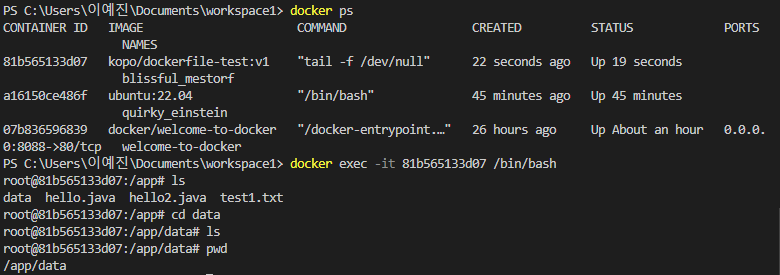 PS C:\Users\이예진\Documents\workspace1> docker ps
CONTAINER ID   IMAGE                      COMMAND                  CREATED          STATUS              PORTS
               NAMES
81b565133d07   kopo/dockerfile-test:v1    "tail -f /dev/null"      22 seconds ago   Up 19 seconds
               blissful_mestorf
a16150ce486f   ubuntu:22.04               "/bin/bash"              45 minutes ago   Up 45 minutes
               quirky_einstein
07b836596839   docker/welcome-to-docker   "/docker-entrypoint.…"   26 hours ago     Up About an hour   0.0.0.
0:8088->80/tcp   welcome-to-docker
PS C:\Users\이예진\Documents\workspace1> docker exec -it 81b565133d07 /bin/bash
root@81b565133d07:/app# ls
data  hello.java  hello2.java  test1.txt
root@81b565133d07:/app# cd data
root@81b565133d07:/app/data# ls
root@81b565133d07:/app/data# pwd
/app/data